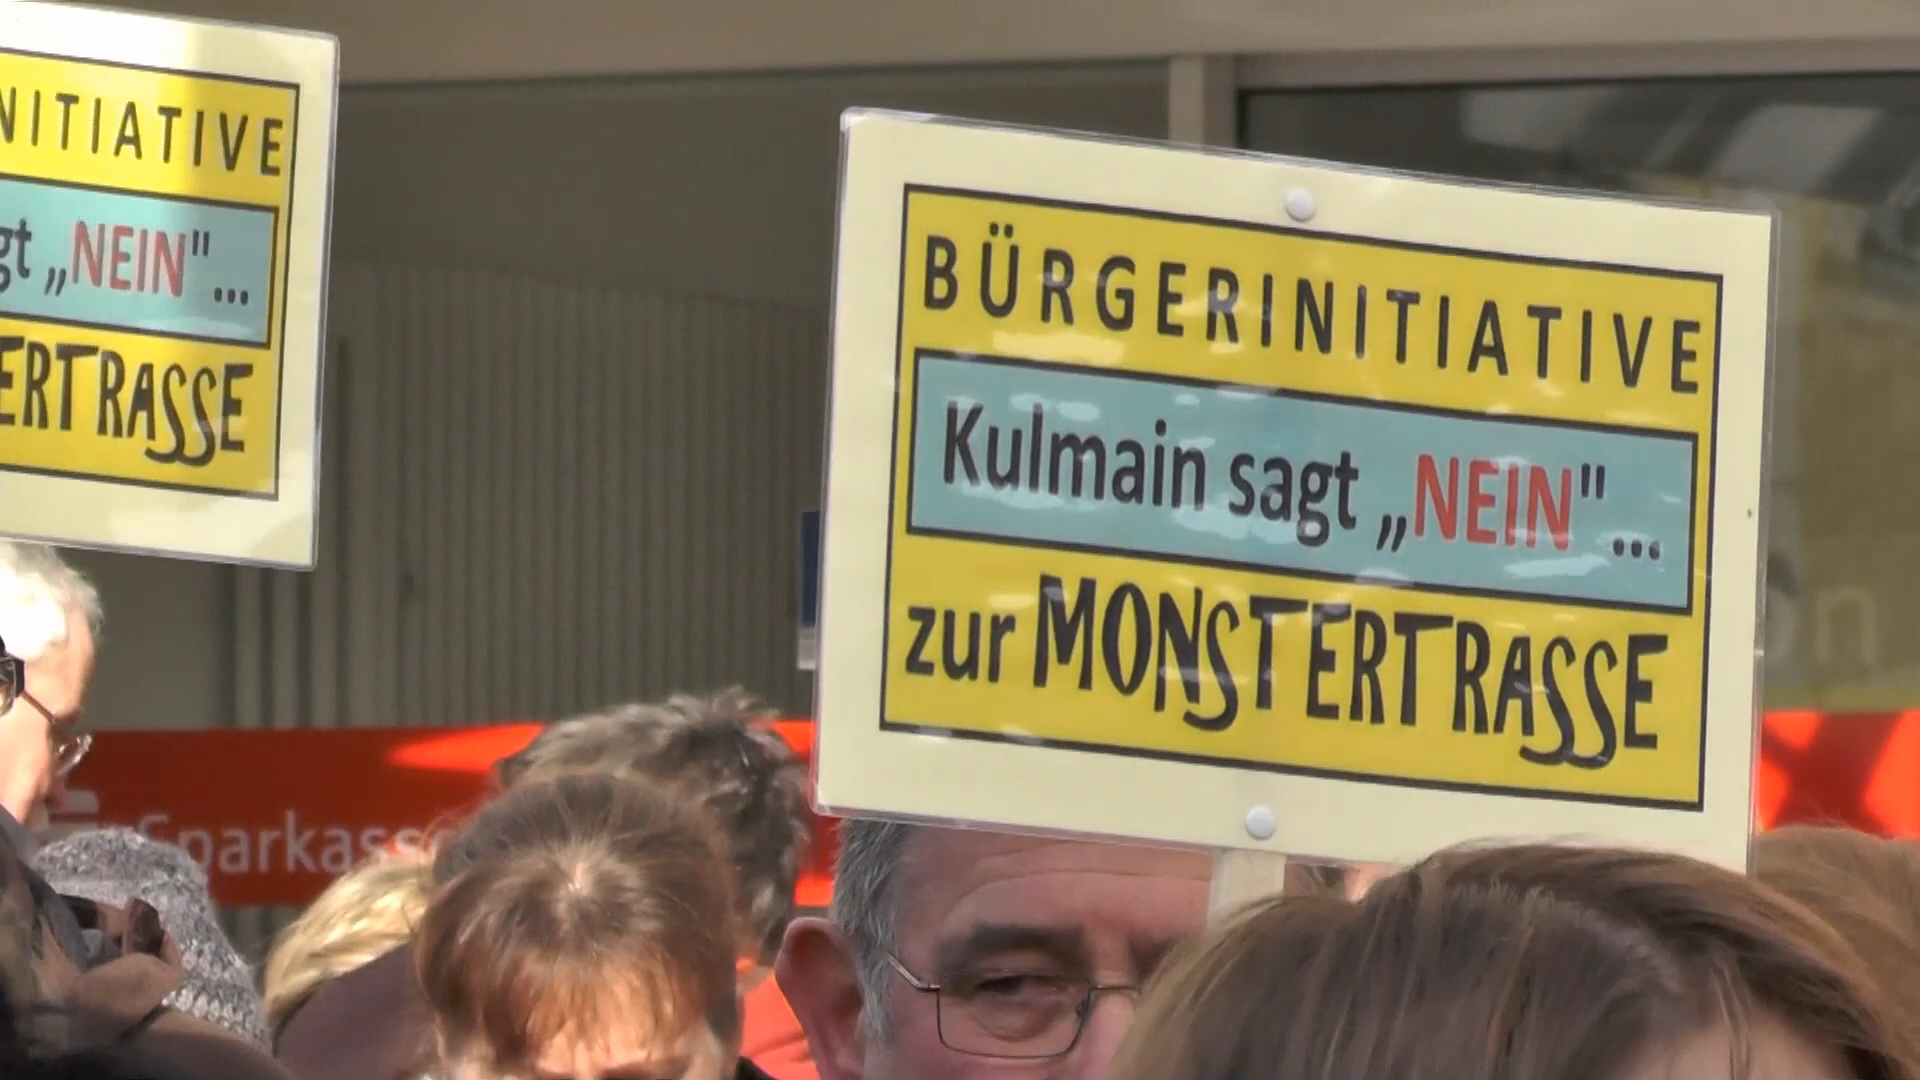 NITIATIVE
gt „NEIN"...
ERTRASSE
BÜRGERINITIATIVE
Kulmain sagt „NEIN"...
zur MONSTERTRASSE
Sparkasse